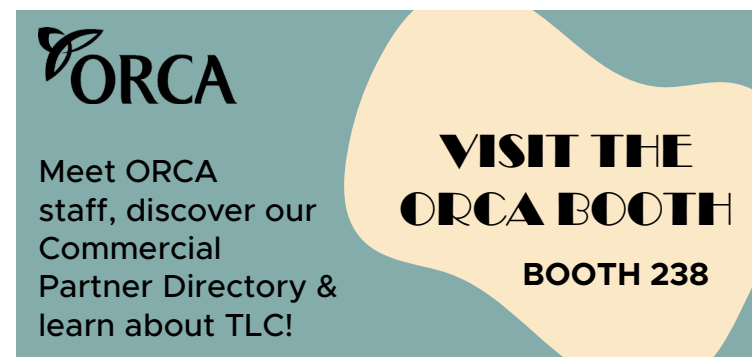 ORCA
Meet ORCA
staff, discover our
Commercial
Partner Directory &
learn about TLC!
VISIT THE
ORCA BOOTH
BOOTH 238